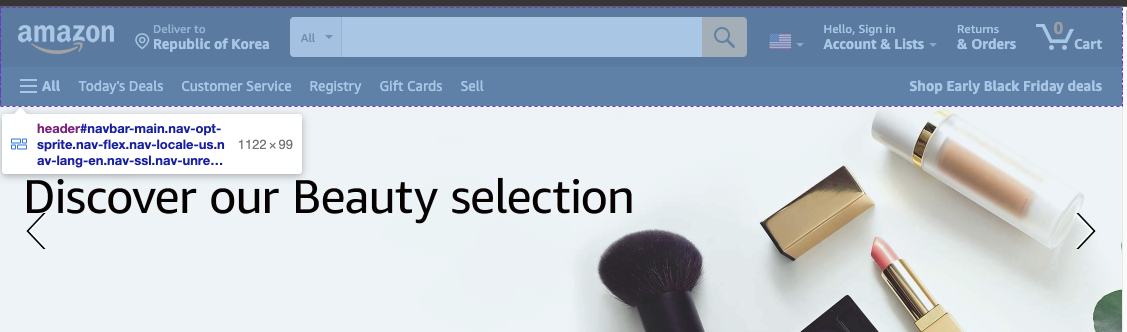 amazon
Deliver to
Republic of Korea
All
Hello, Sign in
Account & Lists
Returns
& Orders
0
Cart
All Today's Deals Customer Service Registry Gift Cards Sell
Shop Early Black Friday deals
header#navbar-main.nav-opt-
sprite.nav-flex.nav-locale-us.n
av-lang-en.nav-ssl.nav-unre...
1122 × 99
Discover our Beauty selection